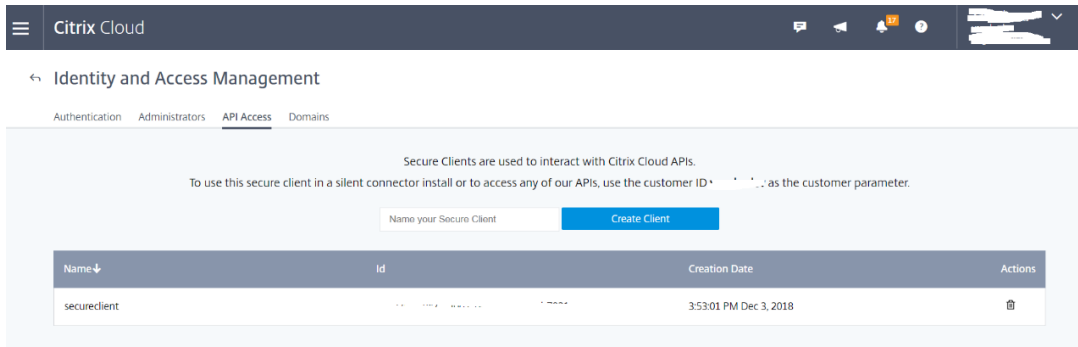 Citrix Cloud
17
Identity and Access Management
Authentication Administrators API Access Domains
Secure Clients are used to interact with Citrix Cloud APIs.
To use this secure client in a silent connector install or to access any of our APIs, use the customer ID as the customer parameter.
Name your Secure Client Create Client
Name Id Creation Date Actions
secureclient 3:53:01 PM Dec 3, 2018